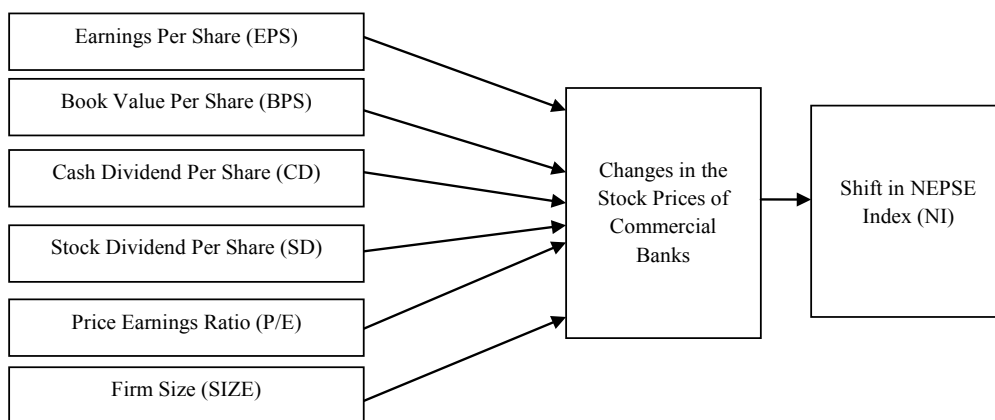 Earnings Per Share (EPS)
Book Value Per Share (BPS)
Cash Dividend Per Share (CD)
Stock Dividend Per Share (SD)
Price Earnings Ratio (P/E)
Firm Size (SIZE)
Changes in the
Stock Prices of
Commercial
Banks
Shift in NEPSE
Index (NI)